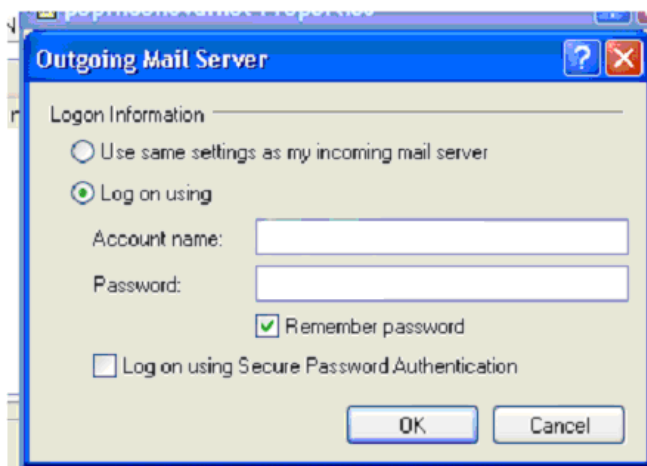 Properties
Outgoing Mail Server
Logon Information
Use same settings as my incoming mail server
Log on using
Account name:
Password:
Remember password
Log on using Secure Password Authentication
OK Cancel